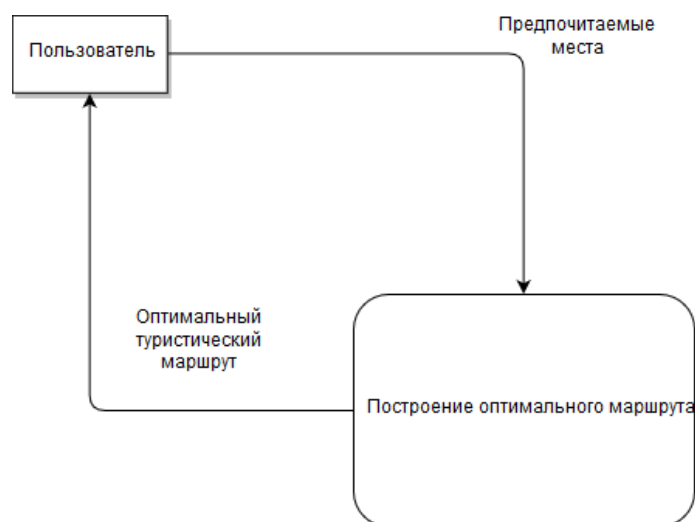 Предпочитаемые
места
Пользователь
Оптимальный
туристический
маршрут
Построение оптимального маршрута